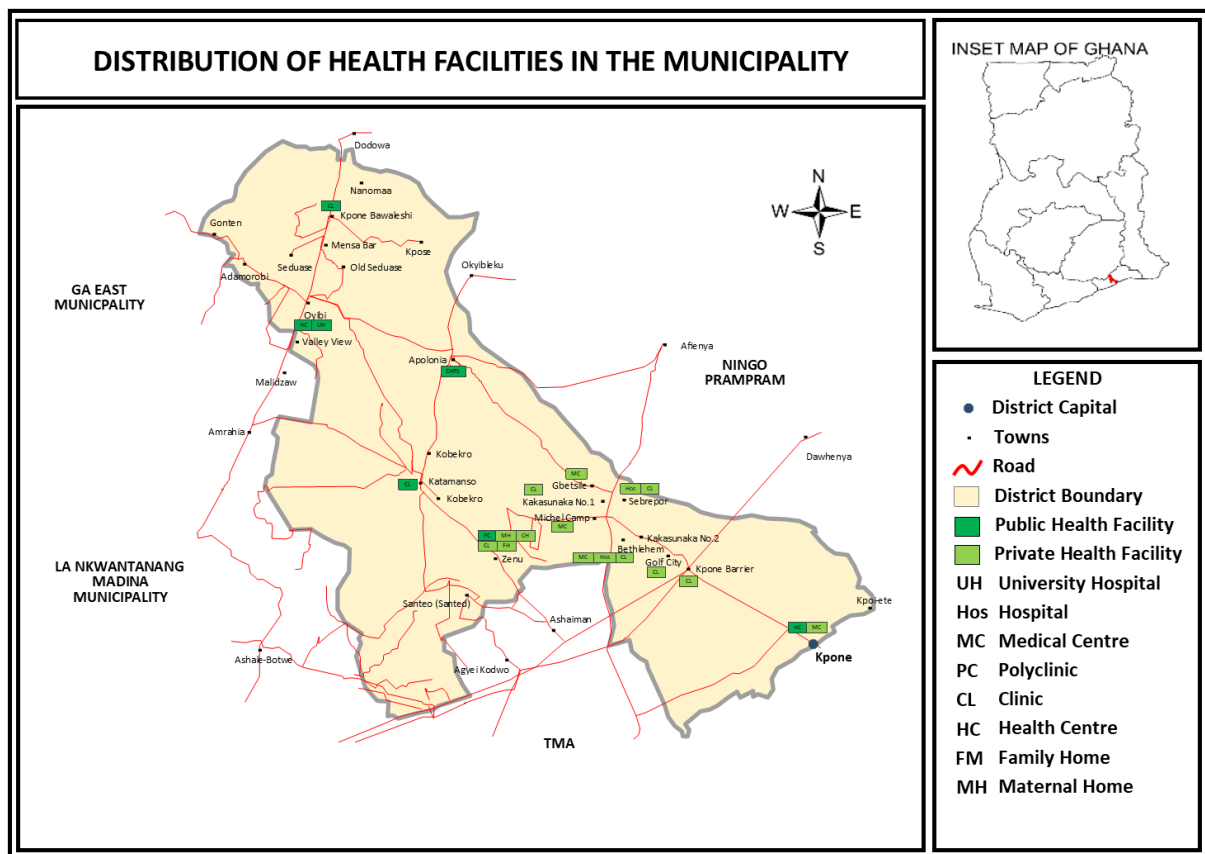 DISTRIBUTION OF HEALTH FACILITIES IN THE MUNICIPALITY
INSET MAP OF GHANA
Dodowa
Nanomaa
CL
Kpone Bawaleshi
Gonten
Mensa Bar
Kpose
Seduase
Old Seduase
Adamorobi
Okyibleku
N
W E
S
GA EAST
MUNICPALITY
Oyibi
UH
Valley View
Afienya
Apolonia
CHPS
NINGO
PRAMPRAM
Malidzaw
Amrahia
Dawhenya
Kobekro
MC
CL
Katamanso
Gbetsile
CL
Hos CL
Kobekro
Kakasunaka No.1
Sebrepor
Michel Camp
MC
PC MH CH
CL FH
Kakasunaka No.2
Bethlehem
MC Hos CL
Golf City
Zenu
CL
Kpone Barrier
CL
LA NKWANTANANG
MADINA
MUNICIPALITY
Santeo (Santed)
Kpoi-ete
Ashaiman
HC MC
Kpone
Ashale-Botwe
Agyei Kodwo
TMA
LEGEND
District Capital
Towns
Road
District Boundary
Public Health Facility
Private Health Facility
UH University Hospital
Hos Hospital
MC Medical Centre
PC Polyclinic
CL Clinic
HC Health Centre
FM Family Home
MH Maternal Home